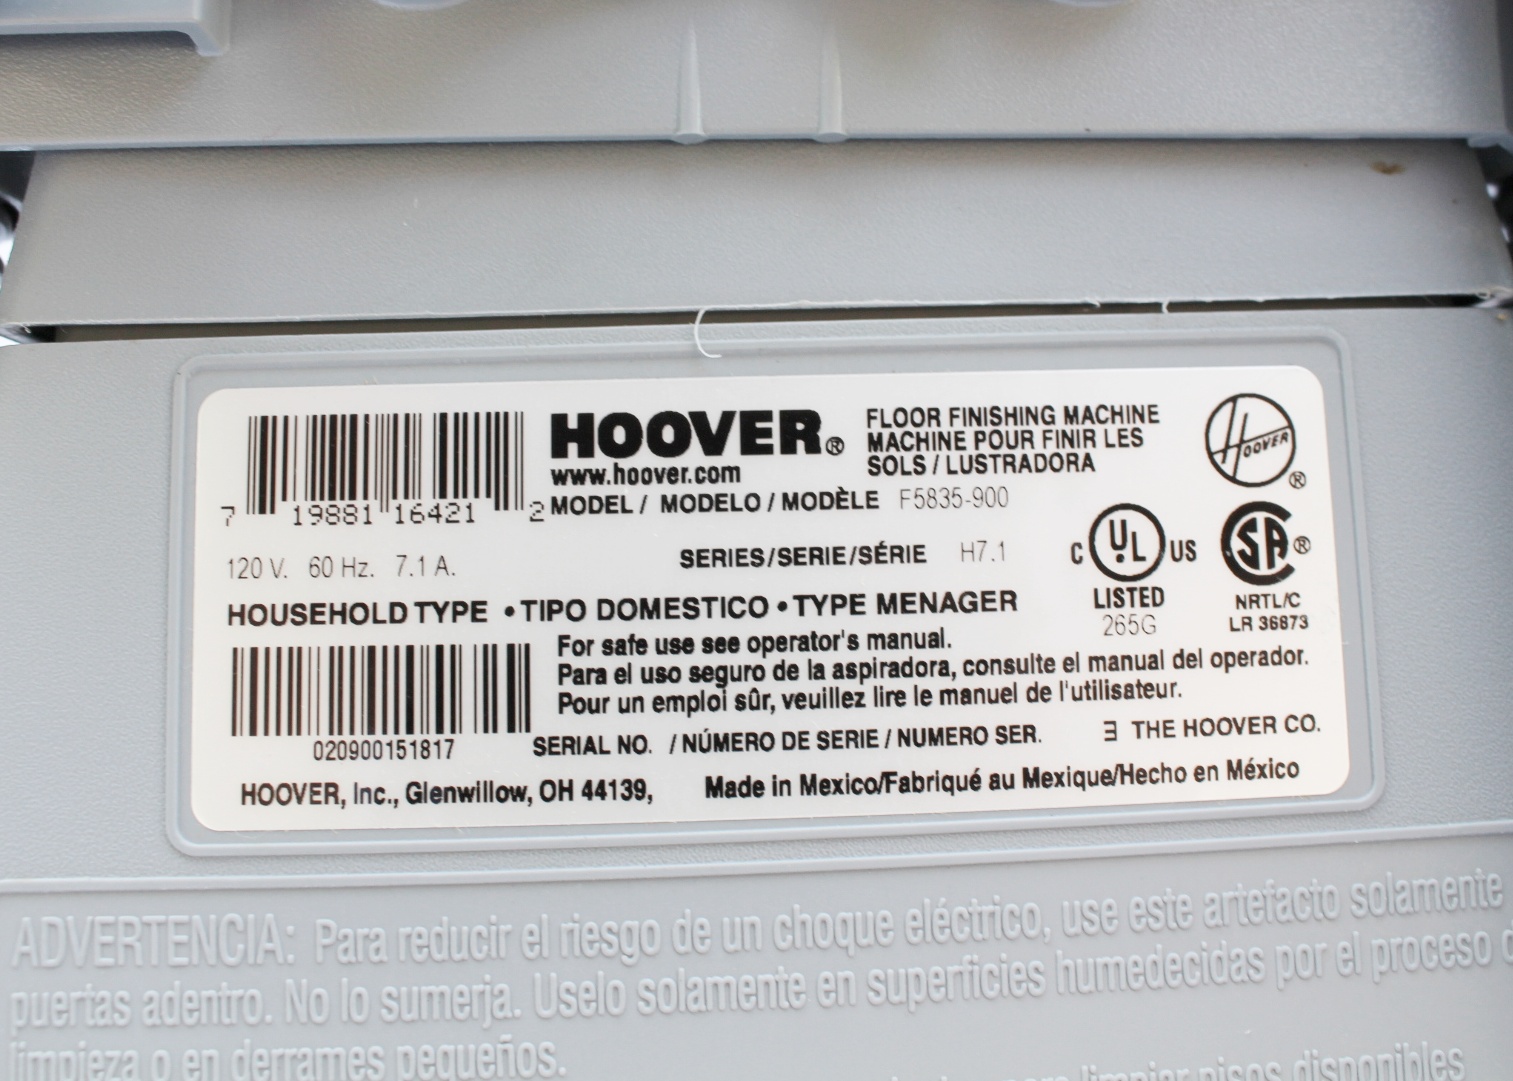 7 19881 16421 2
HOOVER®
www.hoover.com
FLOOR FINISHING MACHINE
MACHINE POUR FINIR LES
SOLS / LUSTRADORA
HOOVER ®
MODEL / MODELO / MODÈLE F5835-900
120 V. 60 Hz. 7.1 A.
SERIES/SERIE/SÉRIE H7.1
C UL US
LISTED
265G
SA ®
NRTL/C
LR 36873
HOUSEHOLD TYPE • TIPO DOMESTICO • TYPE MENAGER
For safe use see operator's manual.
Para el uso seguro de la aspiradora, consulte el manual del operador.
Pour un emploi sûr, veuillez lire le manuel de l'utilisateur.
020900151817
SERIAL NO. / NÚMERO DE SERIE / NUMERO SER.
3 THE HOOVER CO.
HOOVER, Inc., Glenwillow, OH 44139, Made in Mexico/Fabriqué au Mexique/Hecho en México
ADVERTENCIA: Para reducir el riesgo de un choque eléctrico, use este artefacto solamente
puertas adentro. No lo sumerja. Uselo solamente en superficies humedecidas por el proceso
limpieza o en derrames pequeños.
limpiar pisos disponibles